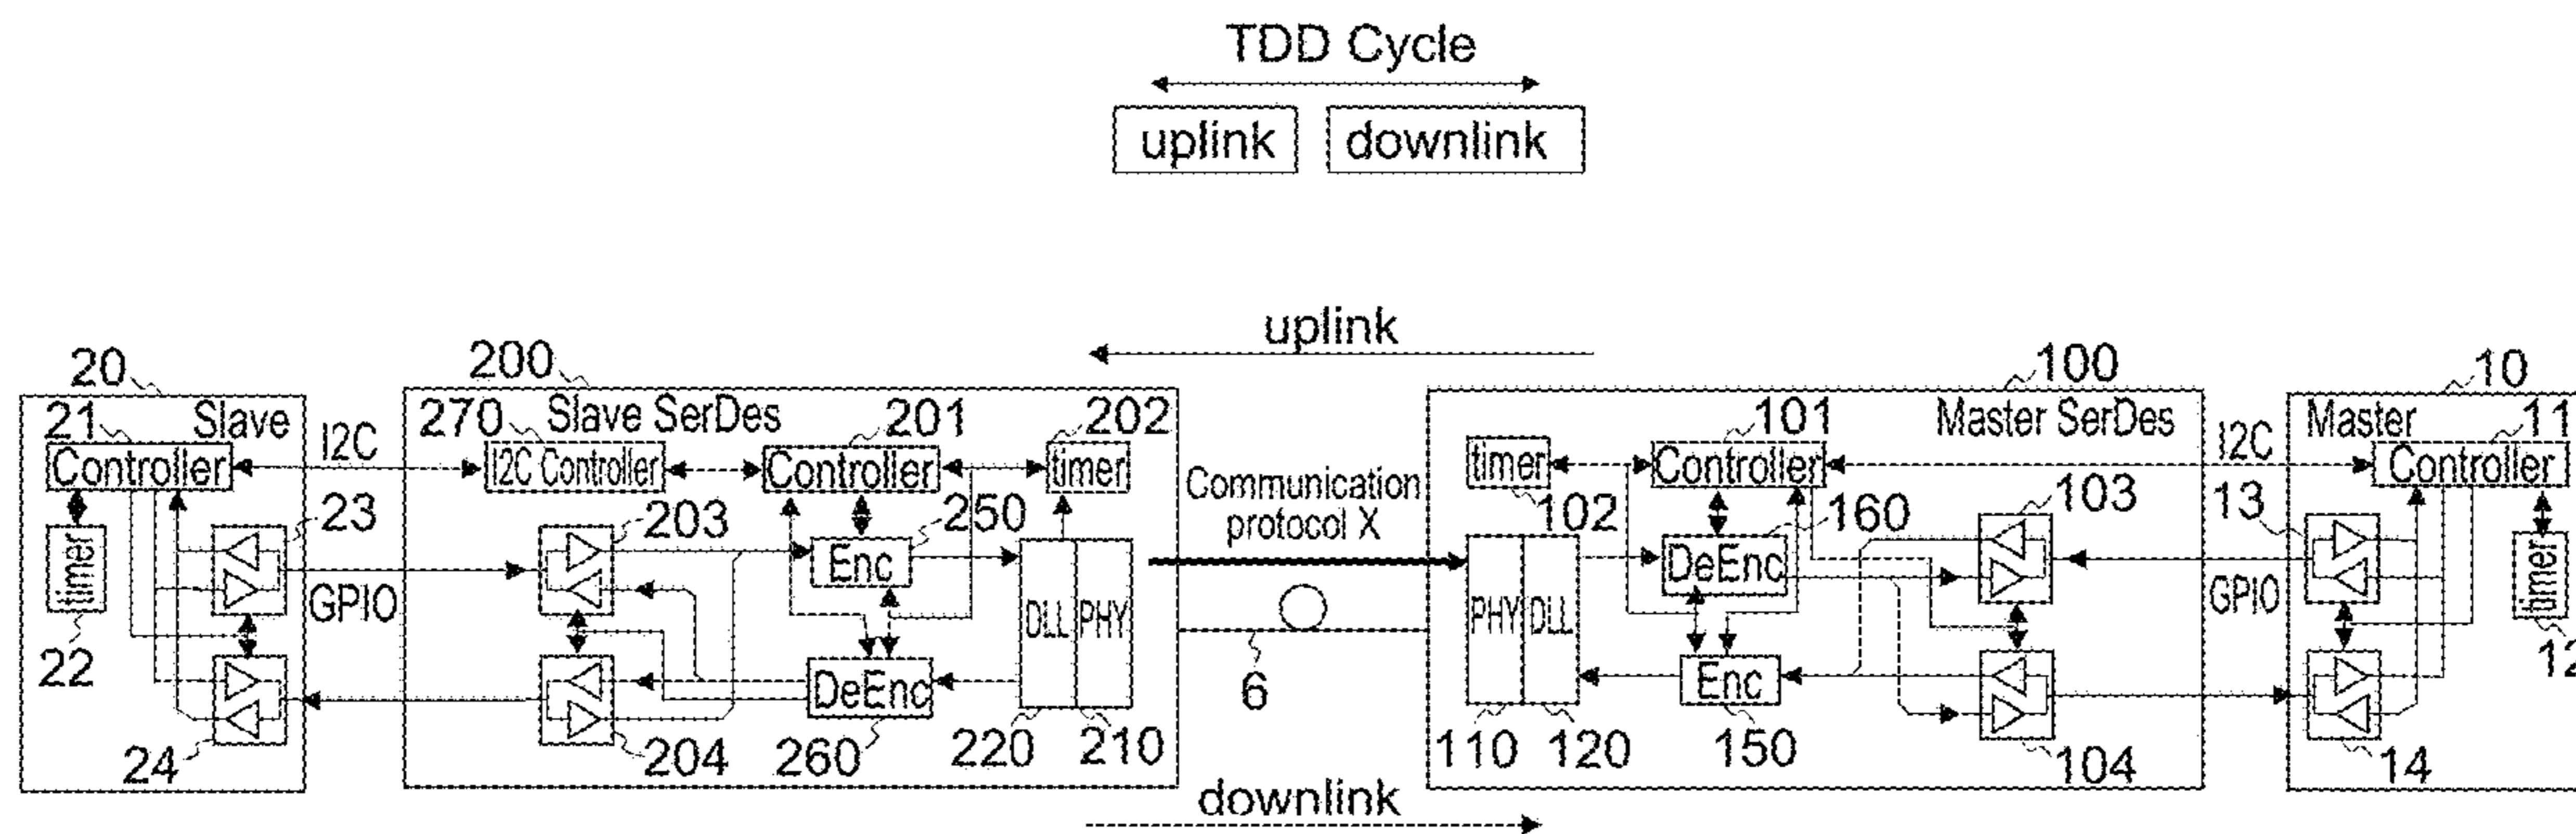 TDD Cycle
uplink downlink
uplink
20 200 100 10
21 Slave I2C 270 Slave SerDes 201 202 101 Master SerDes I2C Master 11
Controller I2C Controller Controller timer timer Controller Controller
Communication
protocol X
23 203 250 102 160 103 13
timer GPIO Enc DeEnc GPIO timer
DLL PHY PHY DLL
22 DeEnc 6 Enc 12
24 204 260 220 210 110 120 150 104 14
downlink